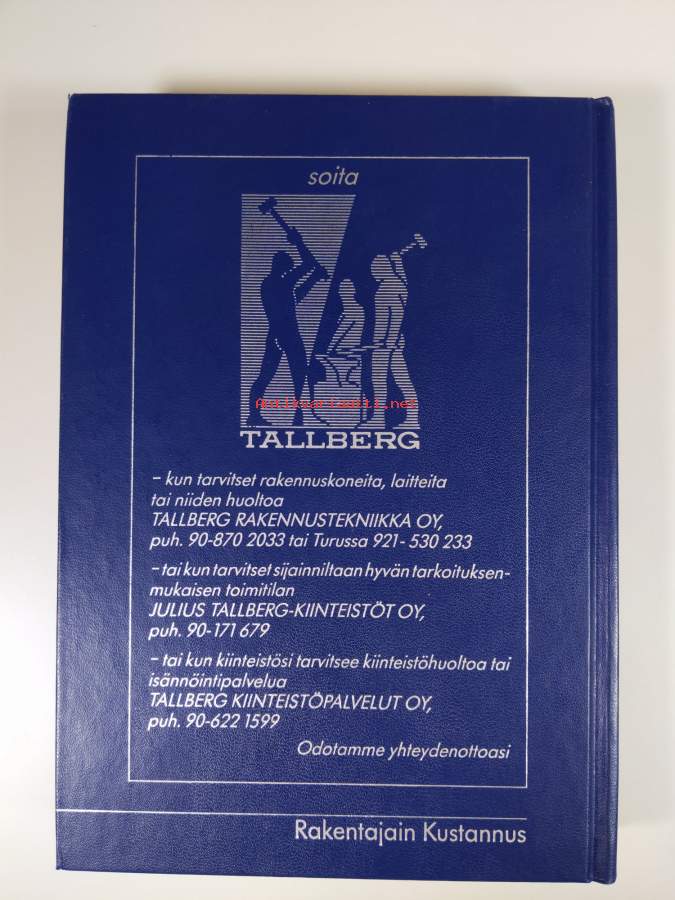 soita
Antikvariaatti.net
TALLBERG
– kun tarvitset rakennuskoneita, laitteita
tai niiden huoltoa
TALLBERG RAKENNUSTEKNIIKKA OY,
puh. 90-870 2033 tai Turussa 921- 530 233
– tai kun tarvitset sijainniltaan hyvän tarkoituksen-
mukaisen toimitilan
JULIUS TALLBERG-KIINTEISTÖT OY,
puh. 90-171 679
– tai kun kiinteistösi tarvitsee kiinteistöhuoltoa tai
isännöintipalvelua
TALLBERG KIINTEISTÖPALVELUT OY,
puh. 90-622 1599
Odotamme yhteydenottoasi
Rakentajain Kustannus